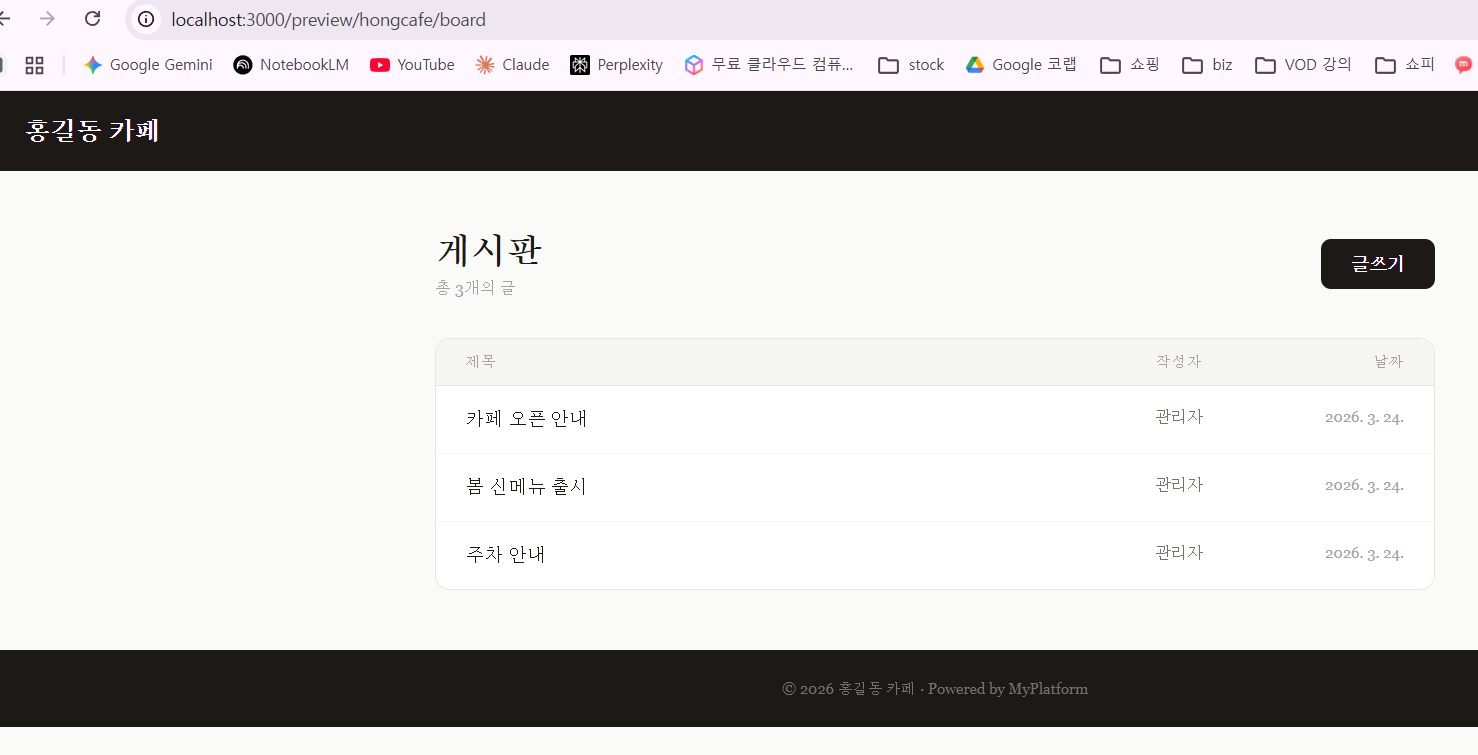 localhost:3000/preview/hongcafe/board
Google Gemini NotebookLM YouTube Claude Perplexity 무료 클라우드 컴퓨... stock Google 코랩 쇼핑 biz VOD 강의 쇼피 m
홍길동 카페
게시판
글쓰기
총 3개의 글
제목 작성자 날짜
카페 오픈 안내 관리자 2026. 3. 24.
봄 신메뉴 출시 관리자 2026. 3. 24.
주차 안내 관리자 2026. 3. 24.
© 2026 홍길동 카페 · Powered by MyPlatform